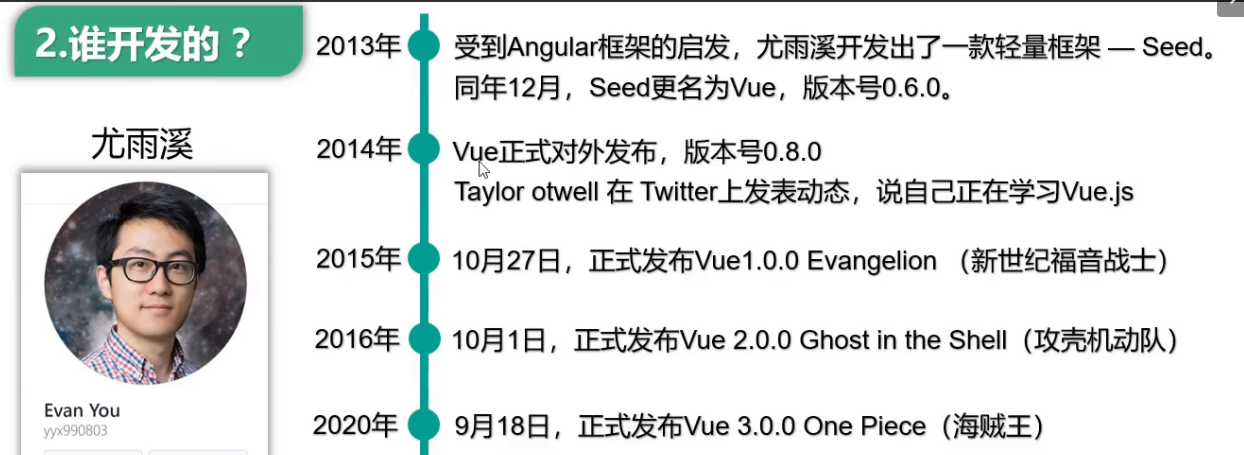 2.谁开发的？
尤雨溪
Evan You
yyx990803
2013年
受到Angular框架的启发，尤雨溪开发出了一款轻量框架 — Seed。
同年12月，Seed更名为Vue，版本号0.6.0。
2014年
Vue正式对外发布，版本号0.8.0
Taylor otwell 在 Twitter上发表动态，说自己正在学习Vue.js
2015年
10月27日，正式发布Vue1.0.0 Evangelion （新世纪福音战士）
2016年
10月1日，正式发布Vue 2.0.0 Ghost in the Shell（攻壳机动队）
2020年
9月18日，正式发布Vue 3.0.0 One Piece（海贼王）